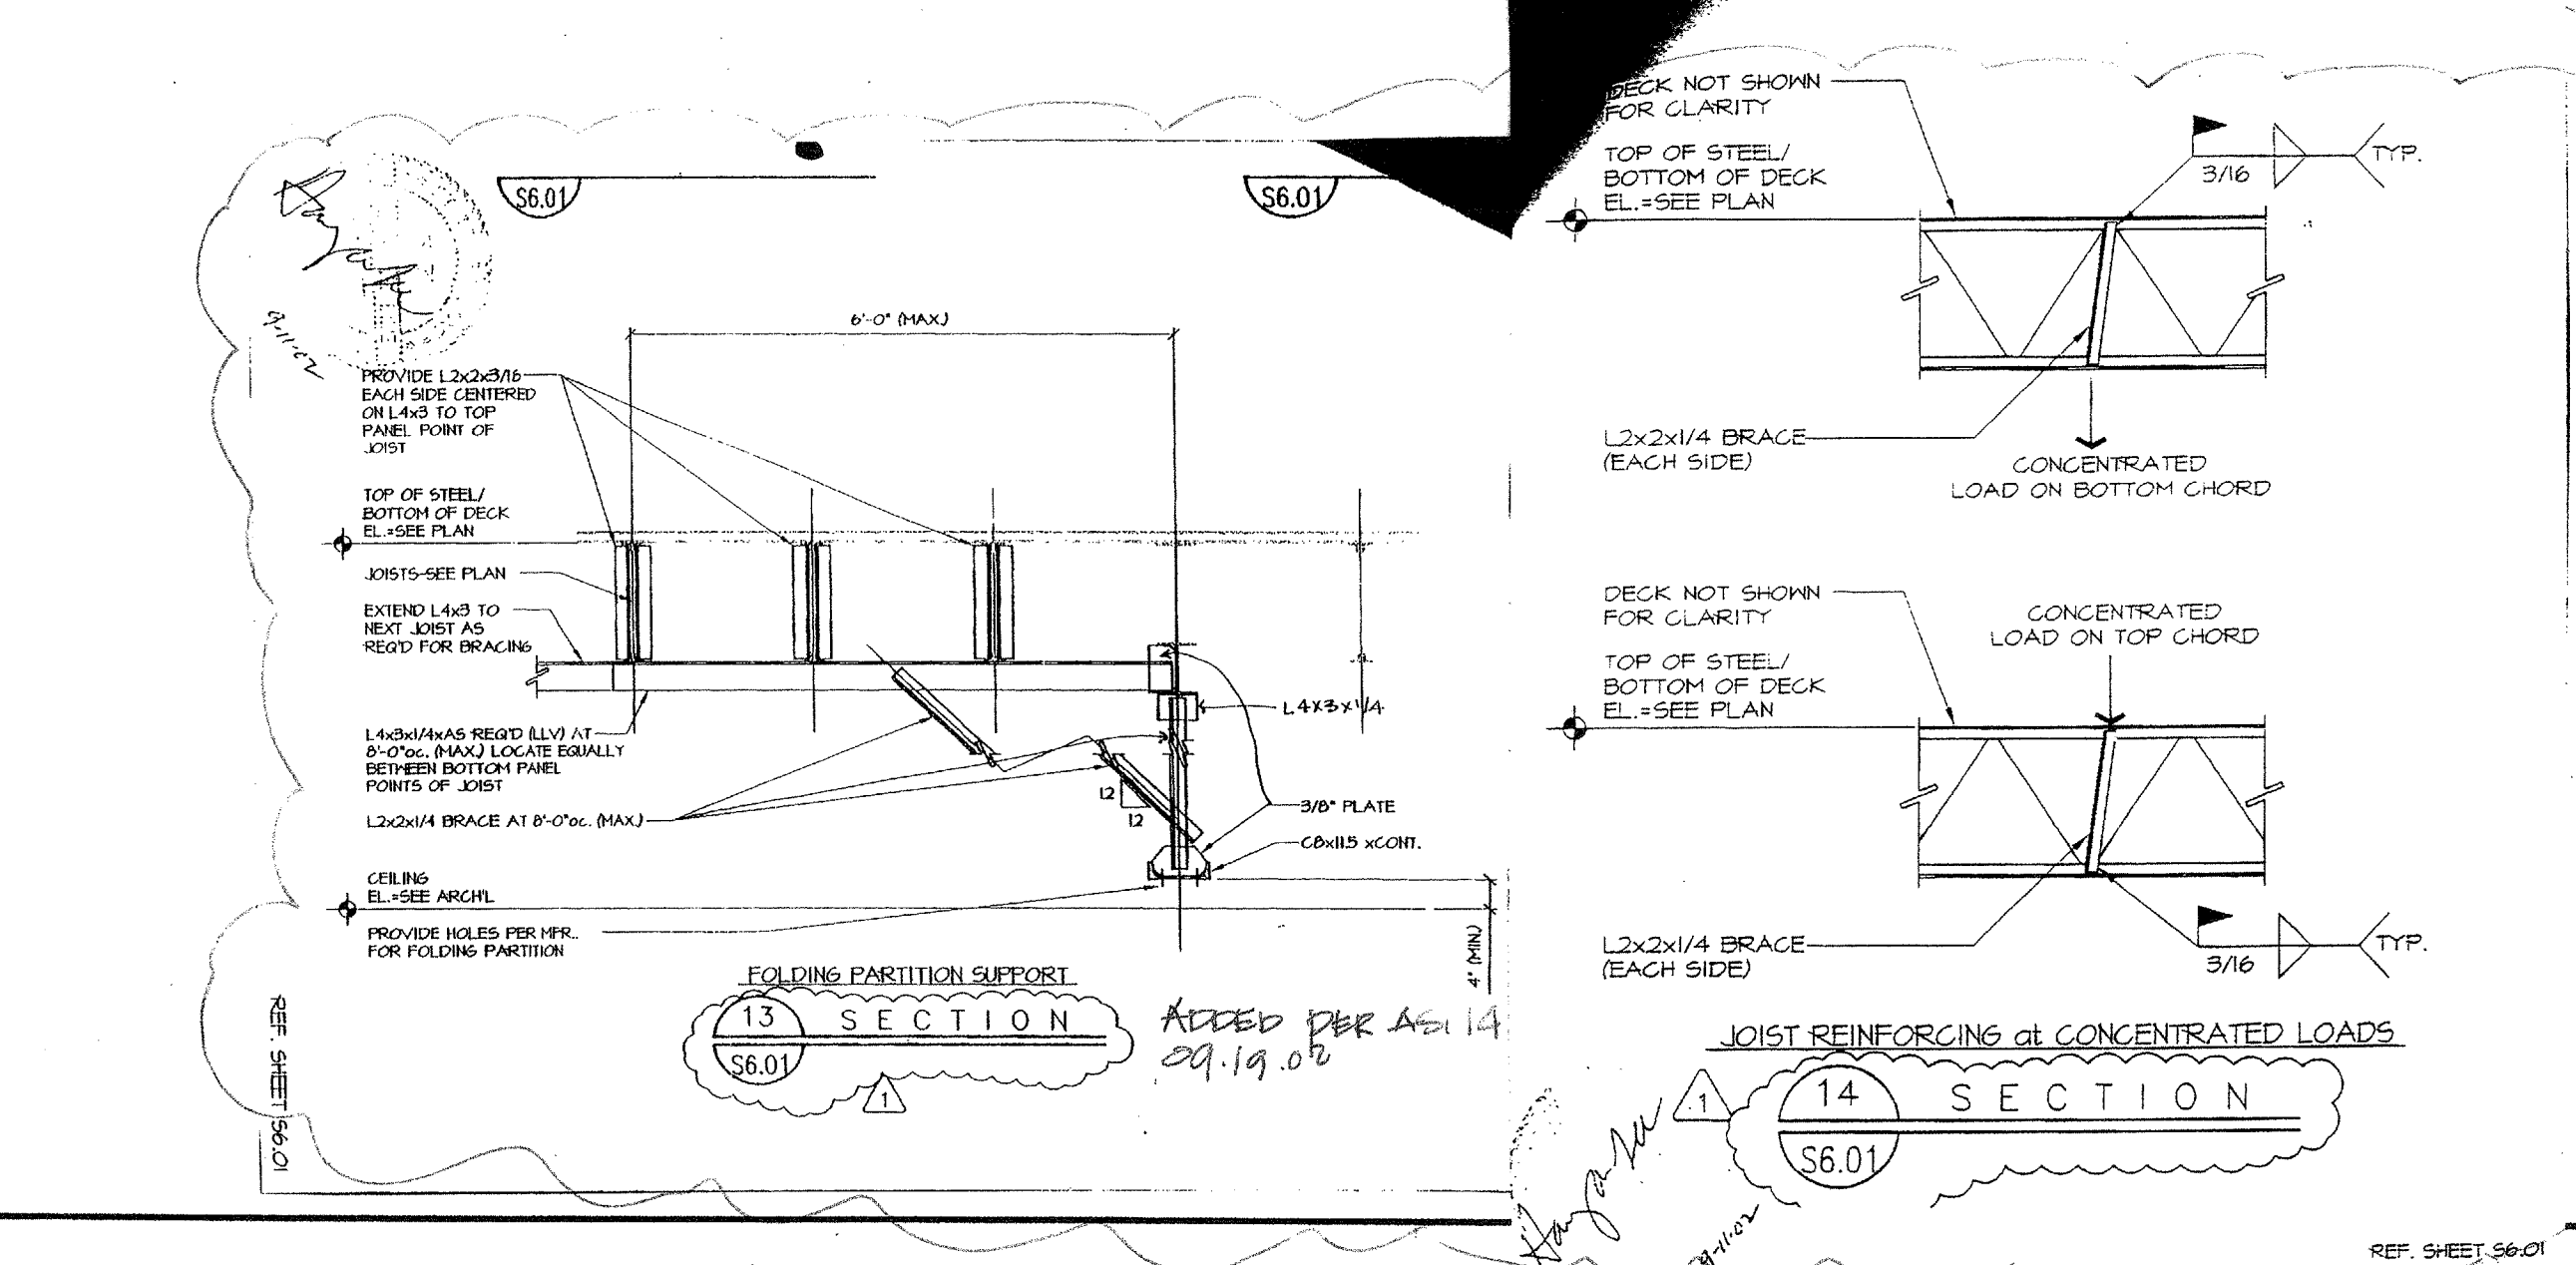 S6.01
S6.01
9-11-02
6'-0" (MAX.)
PROVIDE L2x2x3/16
EACH SIDE CENTERED
ON L4x3 TO TOP
PANEL POINT OF
JOIST
TOP OF STEEL/
BOTTOM OF DECK
EL.=SEE PLAN
JOISTS-SEE PLAN
EXTEND L4x3 TO
NEXT JOIST AS
REQ'D FOR BRACING
L4x3x1/4xAS REQ'D (LLV) AT
8'-0"oc. (MAX.) LOCATE EQUALLY
BETWEEN BOTTOM PANEL
POINTS OF JOIST
L2x2x1/4 BRACE AT 8'-0"oc. (MAX.)
L4X3X1/4
12
12
3/8" PLATE
C8x11.5 xCONT.
CEILING
EL.=SEE ARCH'L
PROVIDE HOLES PER MFR..
FOR FOLDING PARTITION
4" (MIN.)
FOLDING PARTITION SUPPORT
13 SECTION
S6.01
1
ADDED PER ASI 14
09.19.02
REF. SHEET S6.01
DECK NOT SHOWN
FOR CLARITY
TOP OF STEEL/
BOTTOM OF DECK
EL.=SEE PLAN
3/16 TYP.
L2x2x1/4 BRACE
(EACH SIDE)
CONCENTRATED
LOAD ON BOTTOM CHORD
DECK NOT SHOWN
FOR CLARITY
CONCENTRATED
LOAD ON TOP CHORD
TOP OF STEEL/
BOTTOM OF DECK
EL.=SEE PLAN
L2x2x1/4 BRACE
(EACH SIDE)
3/16 TYP.
JOIST REINFORCING at CONCENTRATED LOADS
1
14 SECTION
S6.01
9-11-02
REF. SHEET S6.01